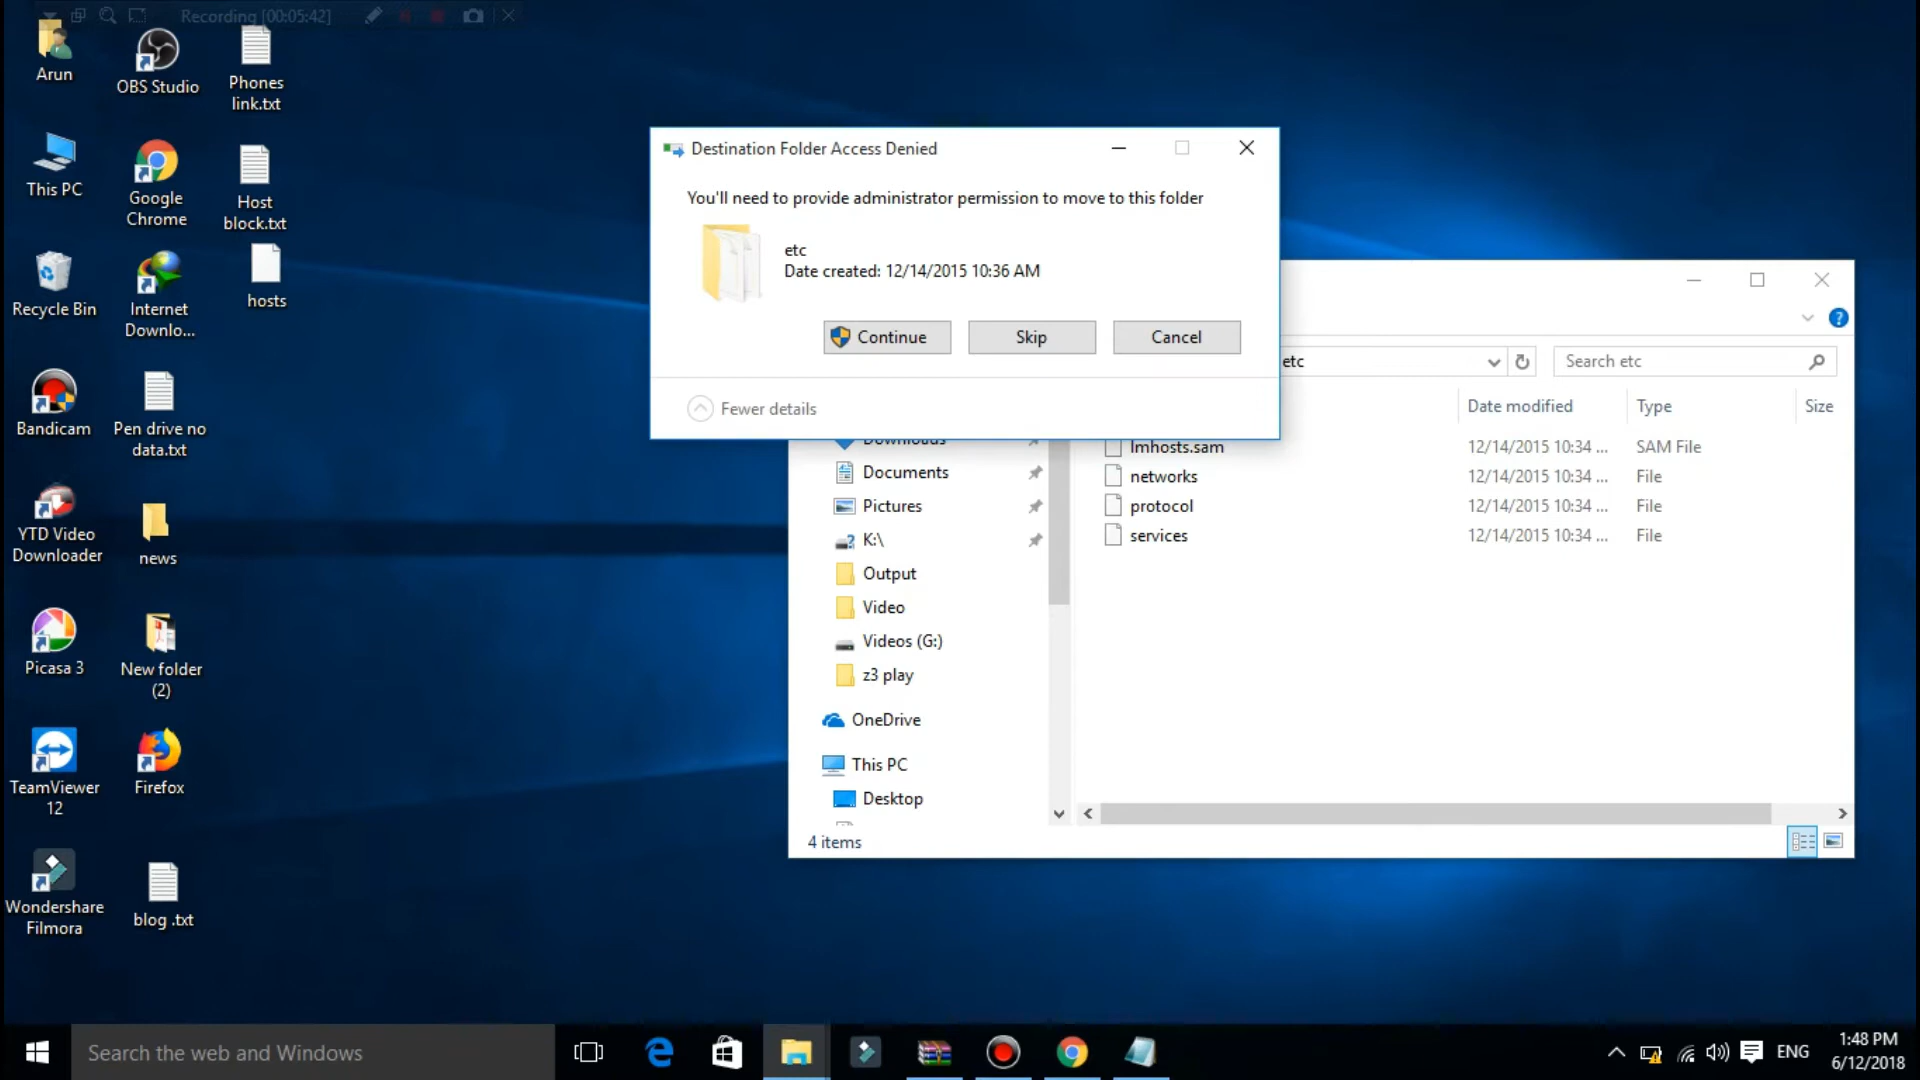 Recording [00:05:42]
Arun
OBS Studio
Phones
link.txt
This PC
Google
Chrome
Host
block.txt
Recycle Bin
Internet
Downlo...
hosts
Bandicam
Pen drive no
data.txt
YTD Video
Downloader
news
Picasa 3
New folder
(2)
TeamViewer
12
Firefox
Wondershare
Filmora
blog .txt
Destination Folder Access Denied
You'll need to provide administrator permission to move to this folder
etc
Date created: 12/14/2015 10:36 AM
Continue
Skip
Cancel
Fewer details
etc
Search etc
Date modified
Type
Size
Downloads
Documents
Pictures
K:\
Output
Video
Videos (G:)
z3 play
OneDrive
This PC
Desktop
lmhosts.sam
12/14/2015 10:34 ...
SAM File
networks
12/14/2015 10:34 ...
File
protocol
12/14/2015 10:34 ...
File
services
12/14/2015 10:34 ...
File
4 items
Search the web and Windows
ENG
1:48 PM
6/12/2018